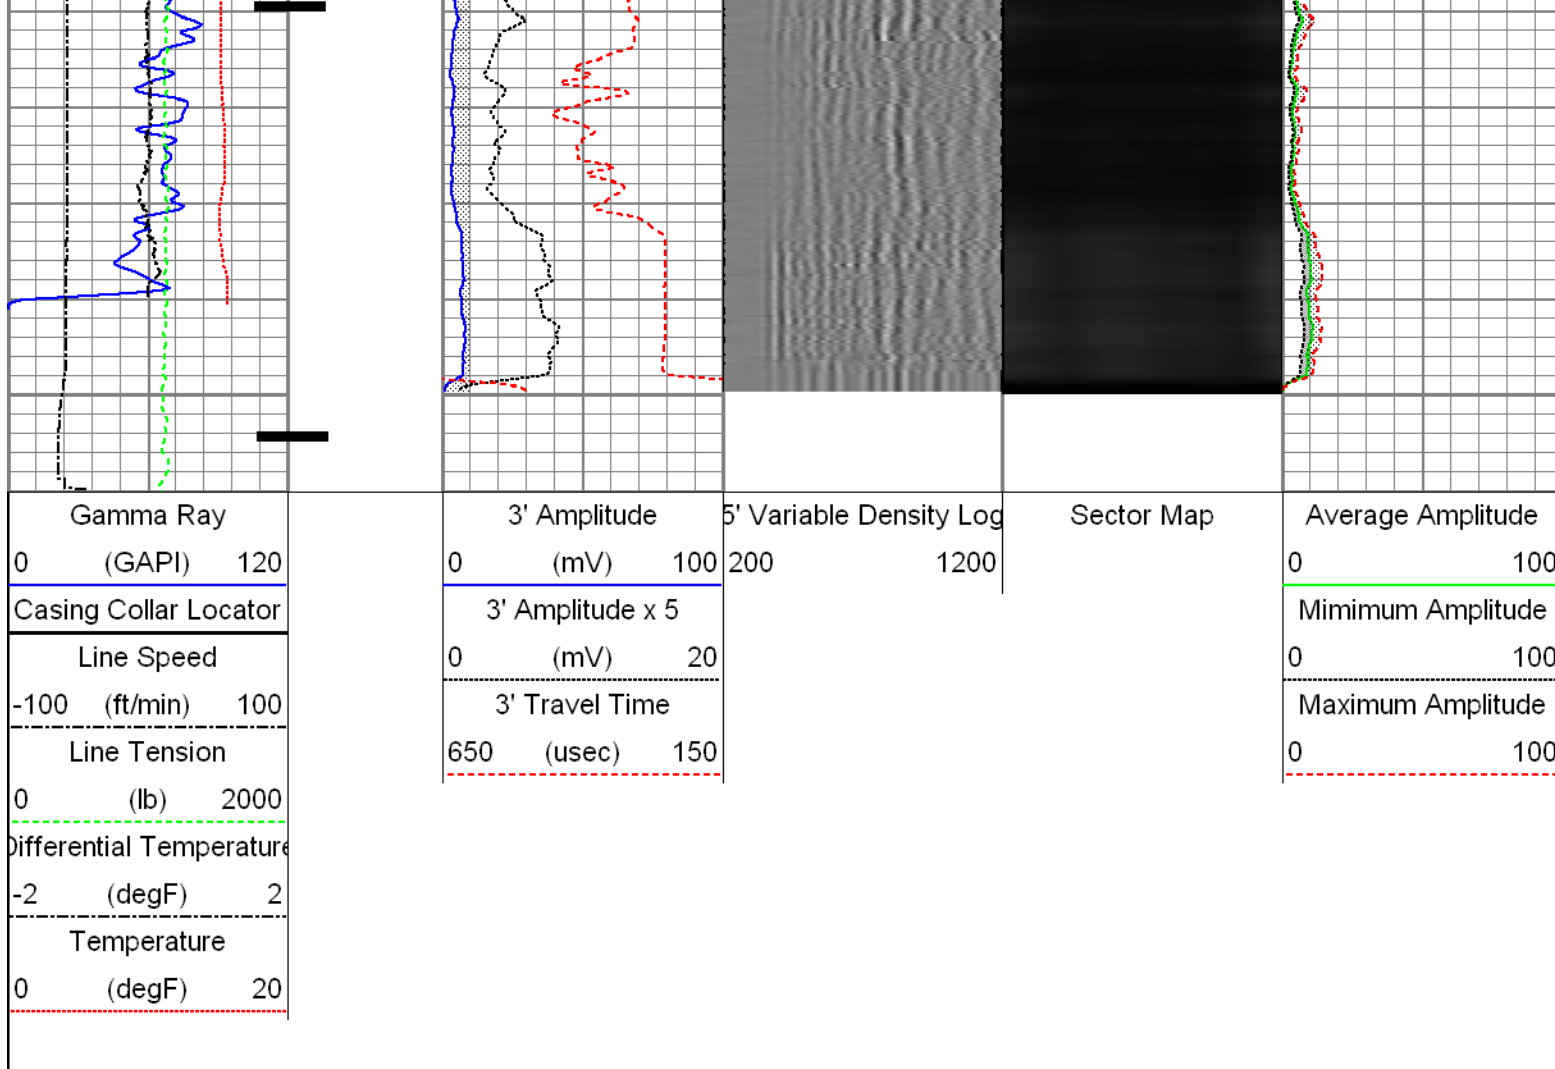 Gamma Ray
0 (GAPI) 120
Casing Collar Locator
Line Speed
-100 (ft/min) 100
Line Tension
0 (lb) 2000
Differential Temperature
-2 (degF) 2
Temperature
0 (degF) 20
3' Amplitude
0 (mV) 100
3' Amplitude x 5
0 (mV) 20
3' Travel Time
650 (usec) 150
5' Variable Density Log
200 1200
Sector Map
Average Amplitude
0 100
Mimimum Amplitude
0 100
Maximum Amplitude
0 100